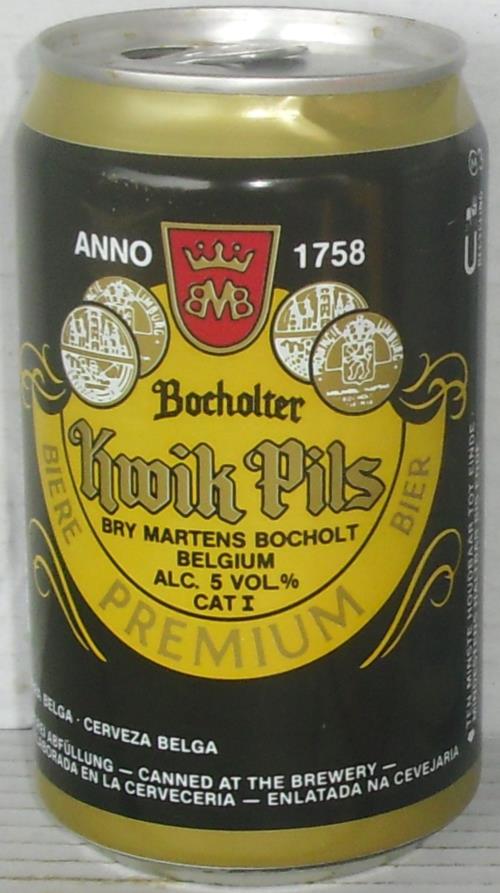 ANNO 1758
BMB
Bocholter
Kwik Pils
BIERE
BIER
BRY MARTENS BOCHOLT
BELGIUM
ALC. 5 VOL.%
CAT I
PREMIUM
BELGA · CERVEZA BELGA
ABFÜLLUNG — CANNED AT THE BREWERY —
EN LA CERVECERIA — ENLATADA NA CEVEJARIA
TEN MINSTE HOUDBAAR TOT EINDE